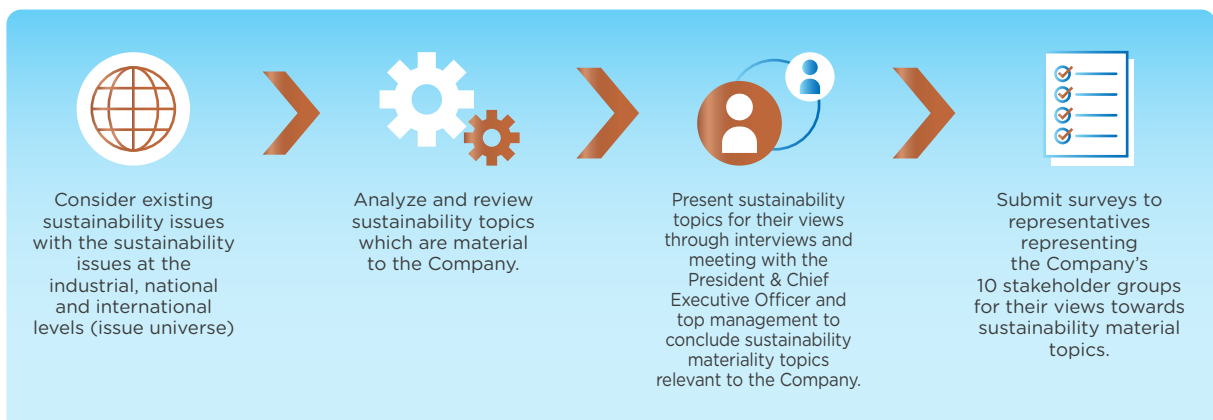 Consider existing
sustainability issues
with the sustainability
issues at the
industrial, national
and international
levels (issue universe)
Analyze and review
sustainability topics
which are material
to the Company.
Present sustainability
topics for their views
through interviews and
meeting with the
President & Chief
Executive Officer and
top management to
conclude sustainability
materiality topics
relevant to the Company.
Submit surveys to
representatives
representing
the Company's
10 stakeholder groups
for their views towards
sustainability material
topics.